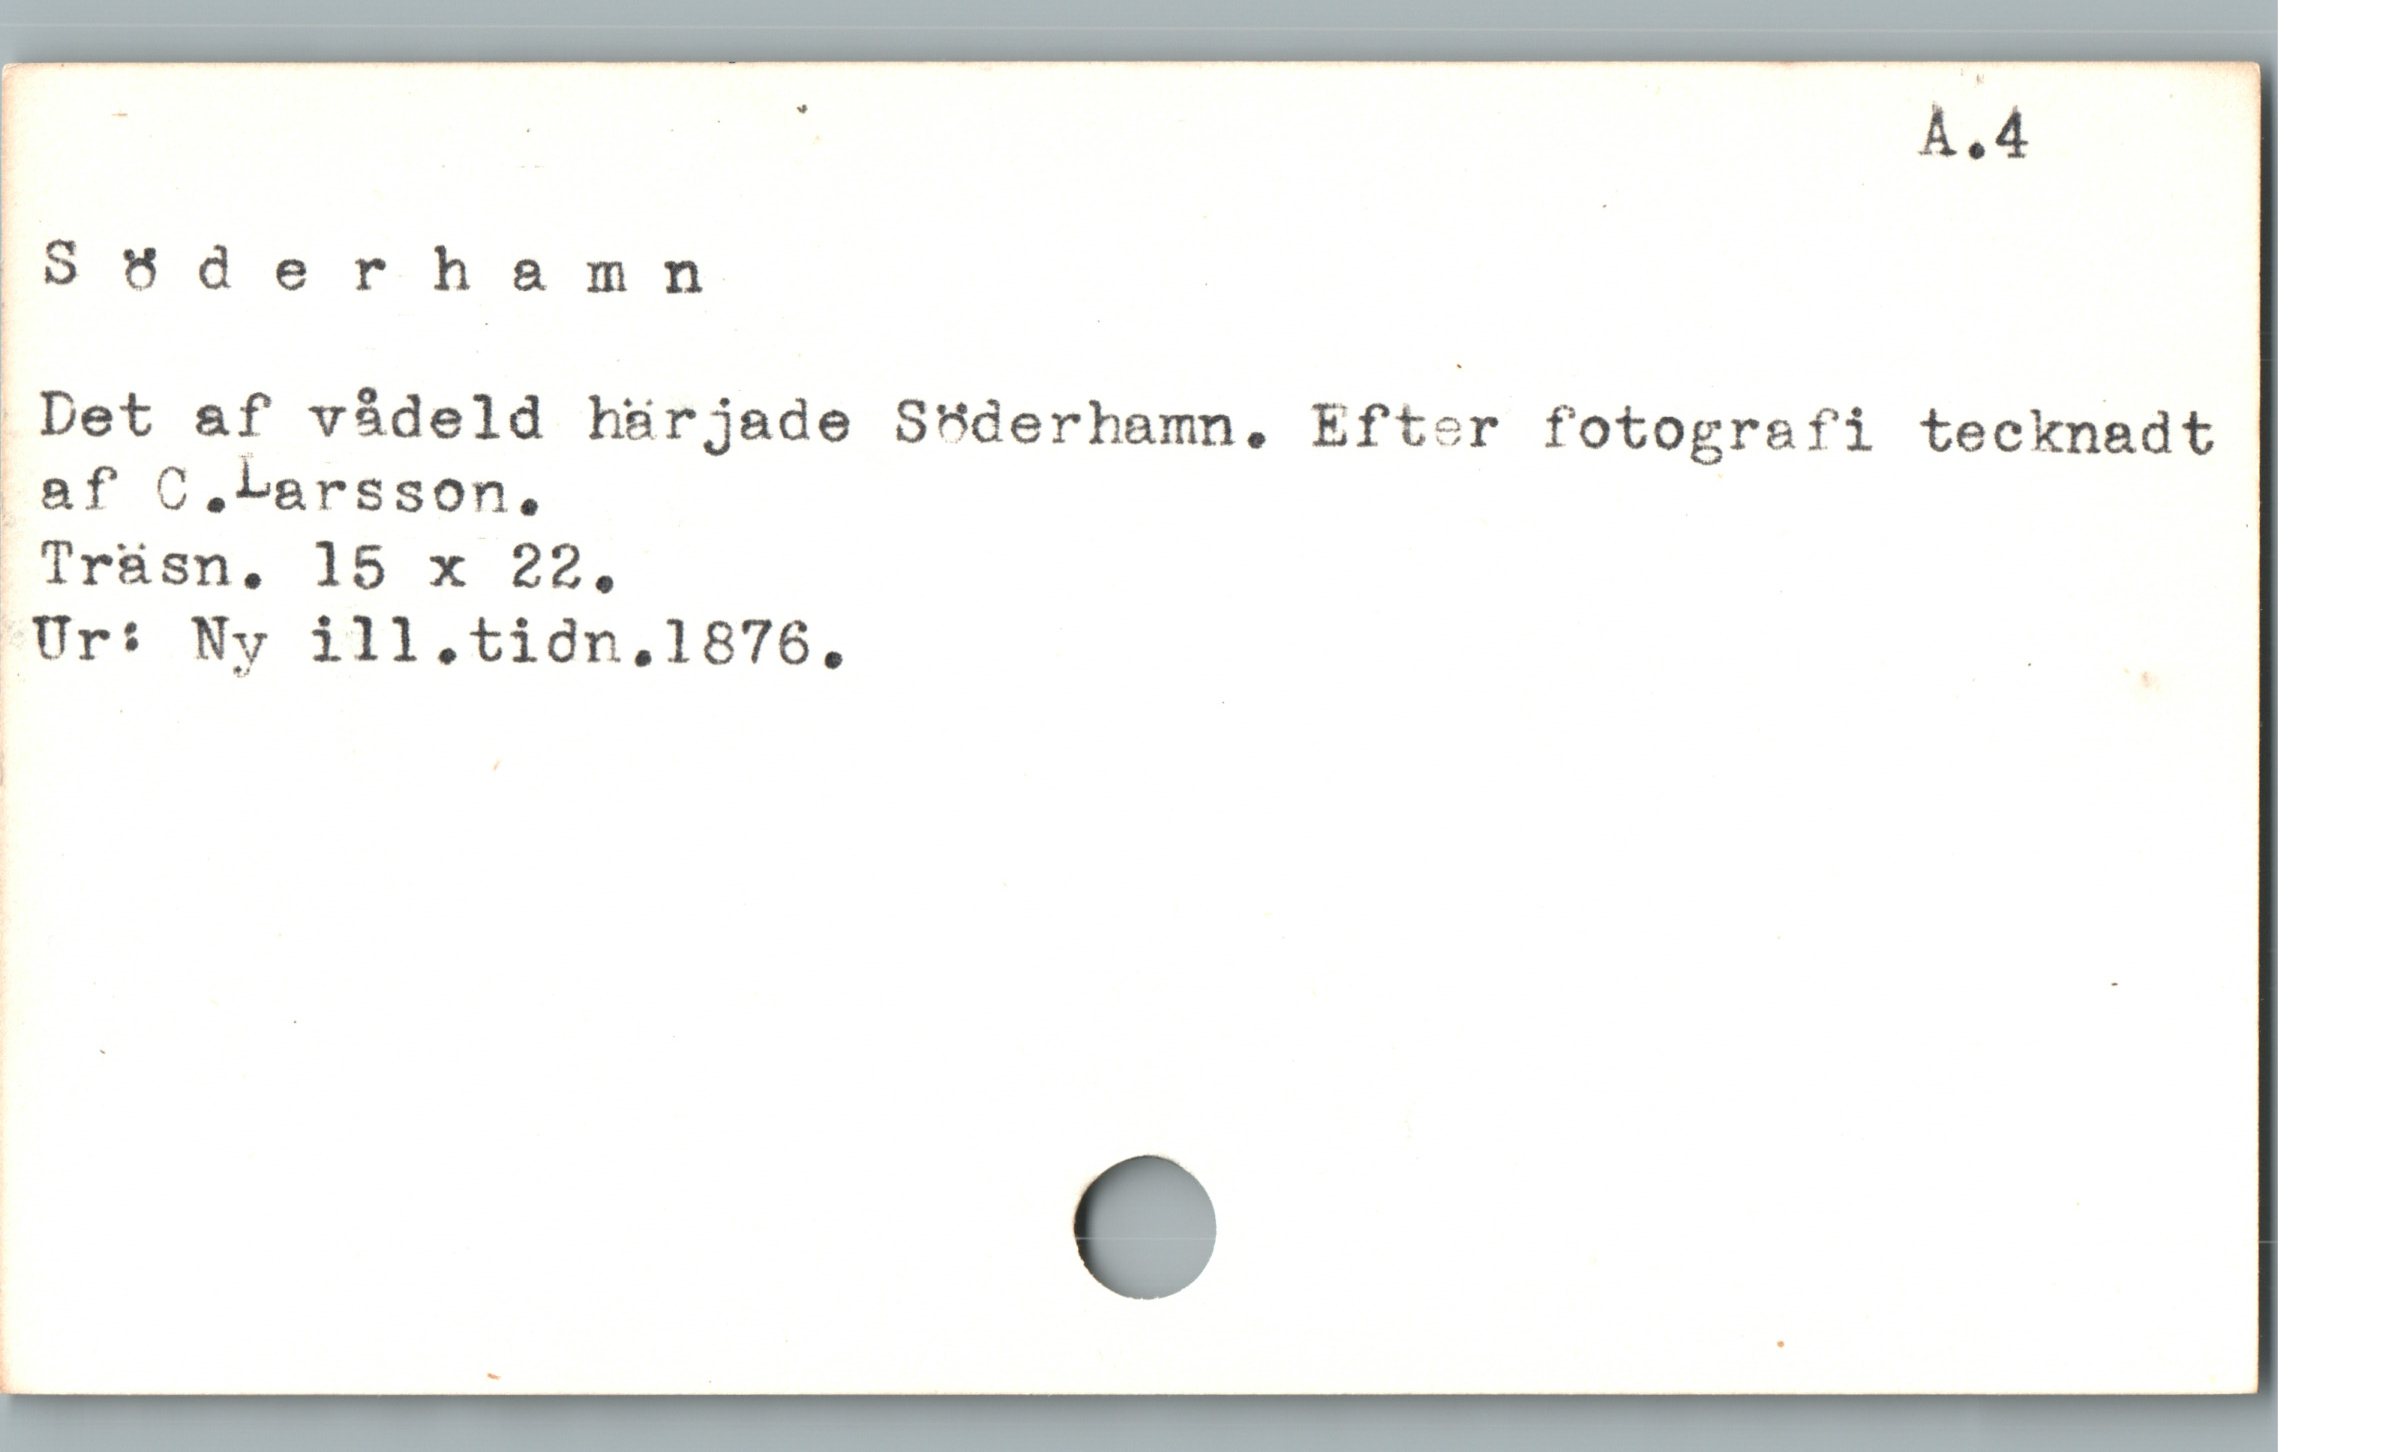 A.4
S ö d e r h a m n
Det af vådeld härjade Söderhamn. Efter fotografi tecknadt
af C.Larsson.
Träsn. 15 x 22.
Ur: Ny ill.tidn.1876.